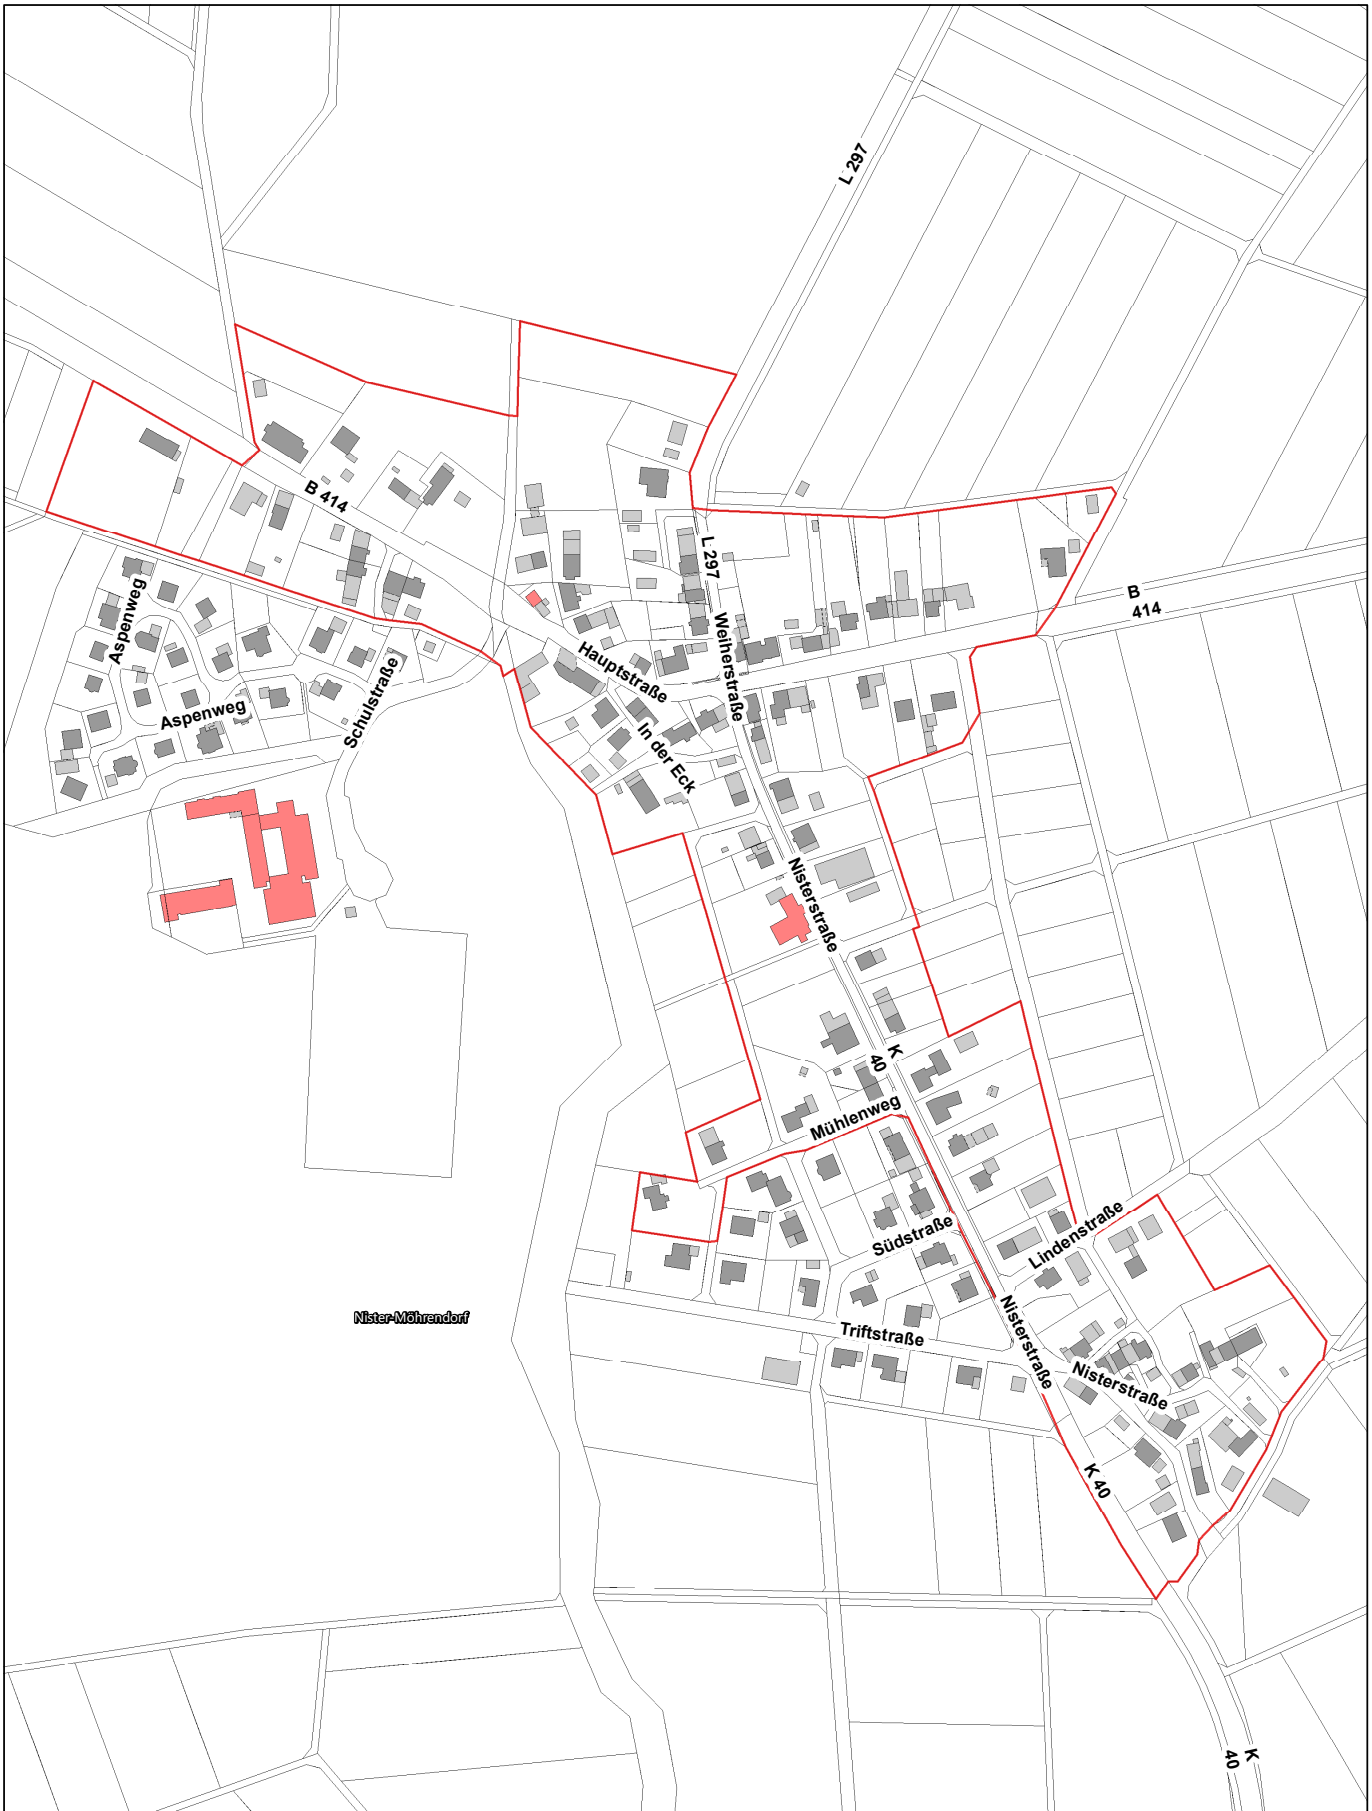 L 297
B 414
L 297
Aspenweg
B
414
Weiherstraße
Hauptstraße
Schulstraße
Aspenweg
In der Eck
Nisterstraße
K
40
Mühlenweg
Südstraße
Lindenstraße
Nister-Möhrendorf
Triftstraße
Nisterstraße
Nisterstraße
K 40
K
40